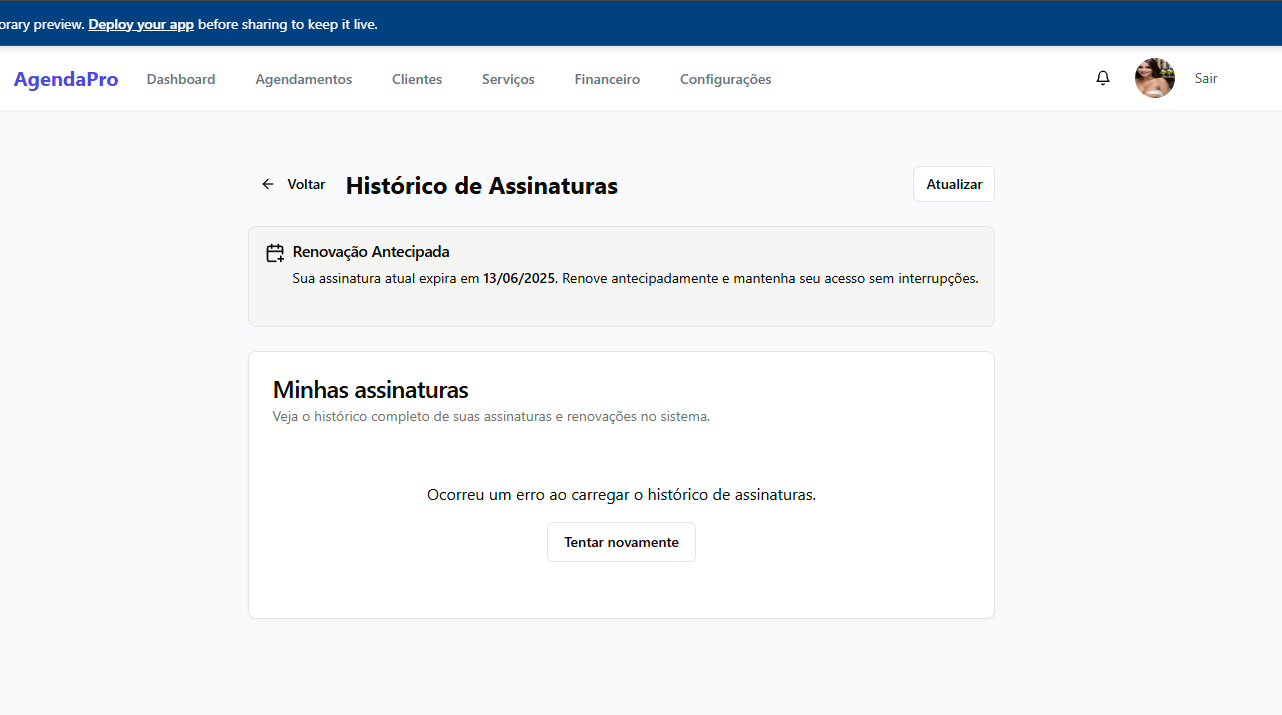 orary preview. Deploy your app before sharing to keep it live.
AgendaPro Dashboard Agendamentos Clientes Serviços Financeiro Configurações Sair
Voltar Histórico de Assinaturas Atualizar
Renovação Antecipada
Sua assinatura atual expira em 13/06/2025. Renove antecipadamente e mantenha seu acesso sem interrupções.
Minhas assinaturas
Veja o histórico completo de suas assinaturas e renovações no sistema.
Ocorreu um erro ao carregar o histórico de assinaturas.
Tentar novamente